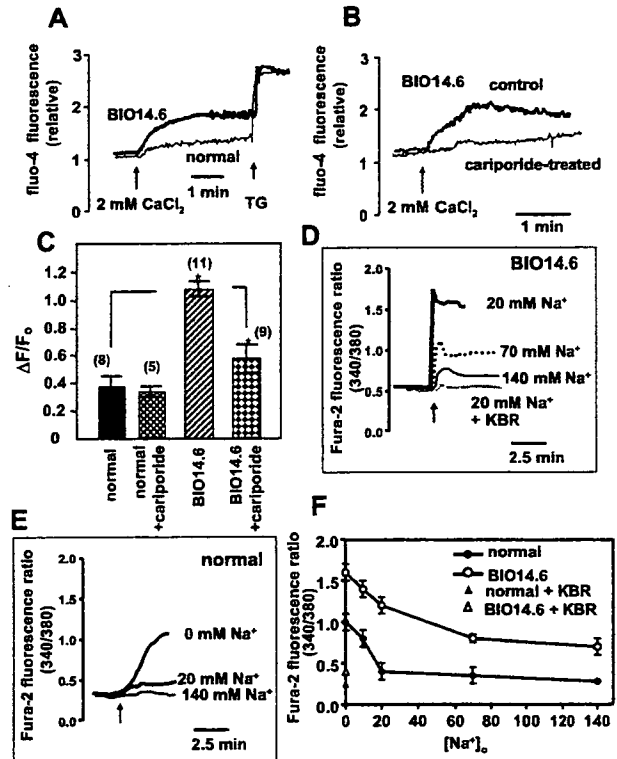 A
fluo-4 fluorescence
(relative)
3
2
1
0
BIO14.6
normal
2 mM CaCl₂
1 min
TG
B
fluo-4 fluorescence
(relative)
3
2
1
0
BIO14.6
control
cariporide-treated
2 mM CaCl₂
1 min
C
ΔF/Fₒ
1.2
1.0
0.8
0.6
0.4
0.2
0
(8)
(5)
(11)
(9)
*
*
normal
normal
+cariporide
BIO14.6
BIO14.6
+cariporide
D
BIO14.6
Fura-2 fluorescence ratio
(340/380)
2.0
1.5
1.0
0.5
0.0
20 mM Na⁺
70 mM Na⁺
140 mM Na⁺
20 mM Na⁺
+ KBR
2.5 min
E
normal
Fura-2 fluorescence ratio
(340/380)
2.0
1.5
1.0
0.5
0.0
0 mM Na⁺
20 mM Na⁺
140 mM Na⁺
2.5 min
F
Fura-2 fluorescence ratio
(340/380)
2.0
1.5
1.0
0.5
0
normal
BIO14.6
normal + KBR
BIO14.6 + KBR
0 20 40 60 80 100 120 140
[Na⁺]ₒ